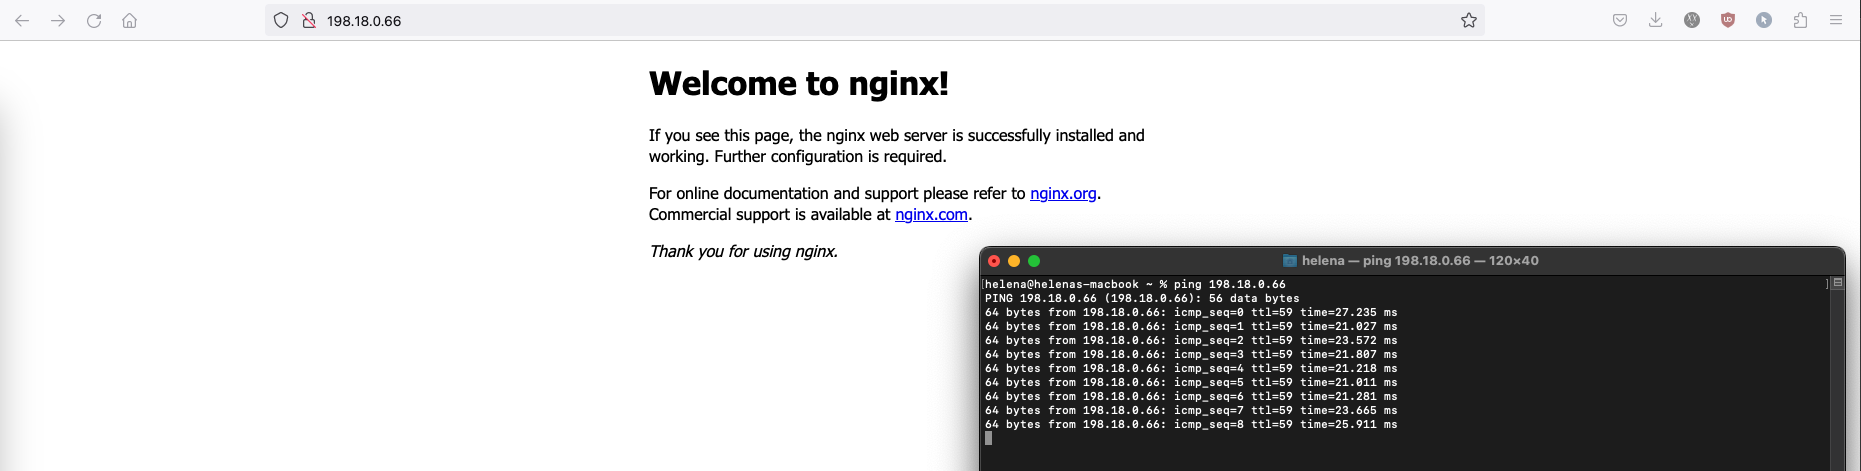 198.18.0.66
Welcome to nginx!
If you see this page, the nginx web server is successfully installed and
working. Further configuration is required.
For online documentation and support please refer to nginx.org.
Commercial support is available at nginx.com.
Thank you for using nginx.
helena — ping 198.18.0.66 — 120×40
[helena@helenas-macbook ~ % ping 198.18.0.66 ]
PING 198.18.0.66 (198.18.0.66): 56 data bytes
64 bytes from 198.18.0.66: icmp_seq=0 ttl=59 time=27.235 ms
64 bytes from 198.18.0.66: icmp_seq=1 ttl=59 time=21.027 ms
64 bytes from 198.18.0.66: icmp_seq=2 ttl=59 time=23.572 ms
64 bytes from 198.18.0.66: icmp_seq=3 ttl=59 time=21.807 ms
64 bytes from 198.18.0.66: icmp_seq=4 ttl=59 time=21.218 ms
64 bytes from 198.18.0.66: icmp_seq=5 ttl=59 time=21.011 ms
64 bytes from 198.18.0.66: icmp_seq=6 ttl=59 time=21.281 ms
64 bytes from 198.18.0.66: icmp_seq=7 ttl=59 time=23.665 ms
64 bytes from 198.18.0.66: icmp_seq=8 ttl=59 time=25.911 ms